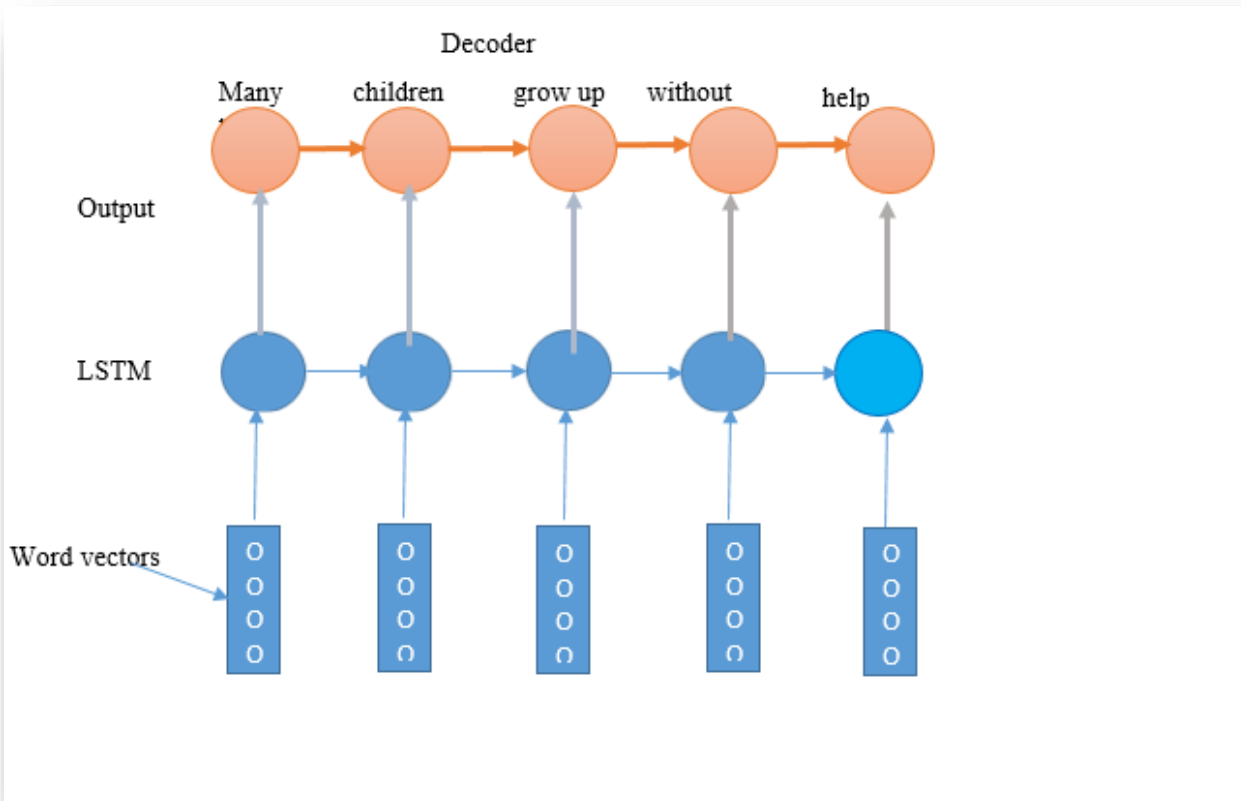 Decoder
Many children grow up without help
Output
LSTM
Word vectors
O O O O O
O O O O O
O O O O O
O O O O O